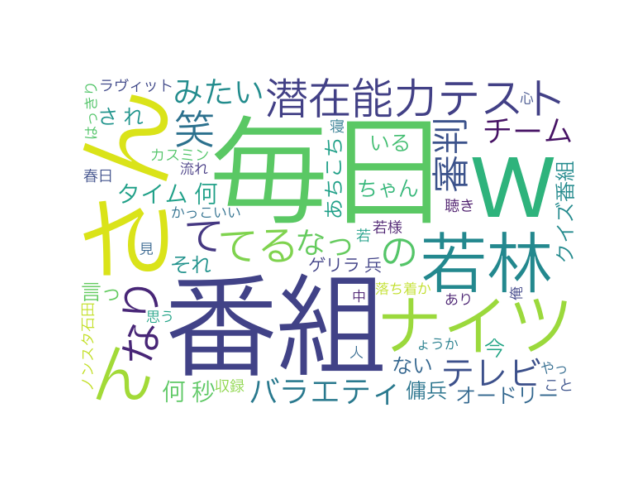 ラヴィット
みたい
潜在能力テスト
心
はっきり
され
笑
毎日
寝
審判
チーム
いる
カスミン
流れ
あちこち
w
春日
タイム
何
ちゃん
聴き
クイズ番組
かっこいい
若様
さん
て
てる
なっ
若
の
若林
見
それ
ゲリラ
兵
言っ
なり
番組
中
落ち着か
あり
俺
ナイツ
ノンスタ石田
思う
ん
人
ょうか
今
ない
テレビ
やっ
何
秒
収録
バラエティ
傭兵
オードリー
こと